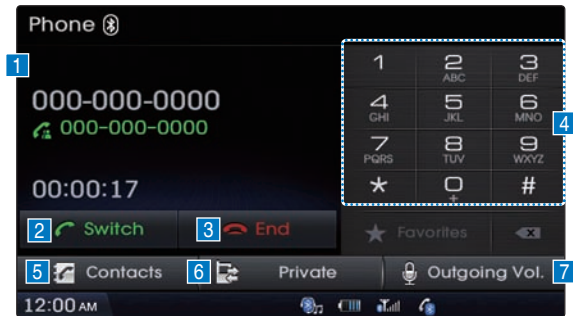 Phone
1
000-000-0000
000-000-0000
00:00:17
2 Switch 3 End
1 2 ABC 3 DEF
4 GHI 5 JKL 6 MNO
7 PQRS 8 TUV 9 WXYZ
* 0 + #
4
Favorites
5 Contacts 6 Private Outgoing Vol. 7
12:00 AM